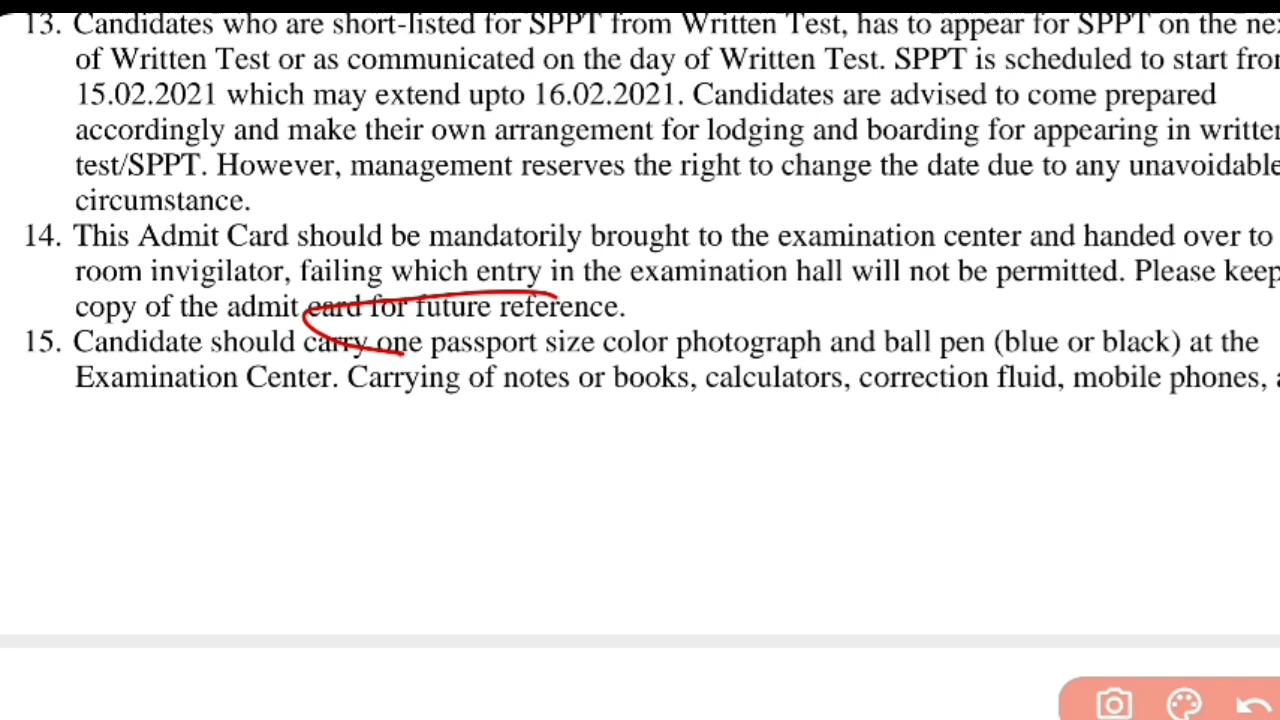 13. Candidates who are short-listed for SPPT from Written Test, has to appear for SPPT on the
of Written Test or as communicated on the day of Written Test. SPPT is scheduled to start
15.02.2021 which may extend upto 16.02.2021. Candidates are advised to come prepared
accordingly and make their own arrangement for lodging and boarding for appearing in
test/SPPT. However, management reserves the right to change the date due to any unavoidable
circumstance.
14. This Admit Card should be mandatorily brought to the examination center and handed over to
room invigilator, failing which entry in the examination hall will not be permitted. Please keep
copy of the admit card for future reference.
15. Candidate should carry one passport size color photograph and ball pen (blue or black) at the
Examination Center. Carrying of notes or books, calculators, correction fluid, mobile phones,